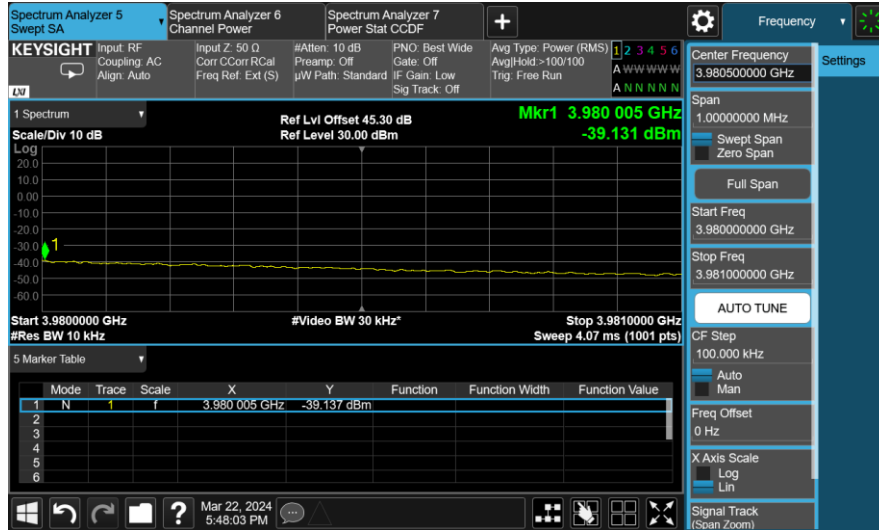 Spectrum Analyzer 5
Swept SA
Spectrum Analyzer 6
Channel Power
Spectrum Analyzer 7
Power Stat CCDF
Frequency
KEYSIGHT
LXI
Input: RF
Coupling: AC
Align: Auto
Input Z: 50 Ω
Corr CCorr RCal
Freq Ref: Ext (S)
#Atten: 10 dB
Preamp: Off
µW Path: Standard
PNO: Best Wide
Gate: Off
IF Gain: Low
Sig Track: Off
Avg Type: Power (RMS)
Avg|Hold:>100/100
Trig: Free Run
1 2 3 4 5 6
A W W W W W
A N N N N N
1 Spectrum
Scale/Div 10 dB
Ref Lvl Offset 45.30 dB
Ref Level 30.00 dBm
Mkr1 3.980 005 GHz
-39.131 dBm
Log
20.0
10.0
0.00
-10.0
-20.0
-30.0
-40.0
-50.0
-60.0
1
Start 3.9800000 GHz
#Res BW 10 kHz
#Video BW 30 kHz*
Stop 3.9810000 GHz
Sweep 4.07 ms (1001 pts)
5 Marker Table
Mode Trace Scale X Y Function Function Width Function Value
1 N 1 f 3.980 005 GHz -39.137 dBm
2
3
4
5
6
Mar 22, 2024
5:48:03 PM
Center Frequency
3.980500000 GHz
Span
1.00000000 MHz
Swept Span
Zero Span
Full Span
Start Freq
3.980000000 GHz
Stop Freq
3.981000000 GHz
AUTO TUNE
CF Step
100.000 kHz
Auto
Man
Freq Offset
0 Hz
X Axis Scale
Log
Lin
Signal Track
(Span Zoom)
Settings